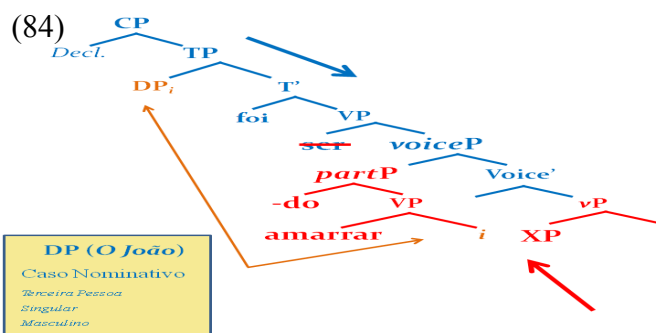 (84)
CP
Decl. TP
DPᵢ T'
foi VP
ser voiceP
partP Voice'
-do VP vP
amarrar i XP
DP (O João)
Caso Nominativo
Terceira Pessoa
Singular
Masculino